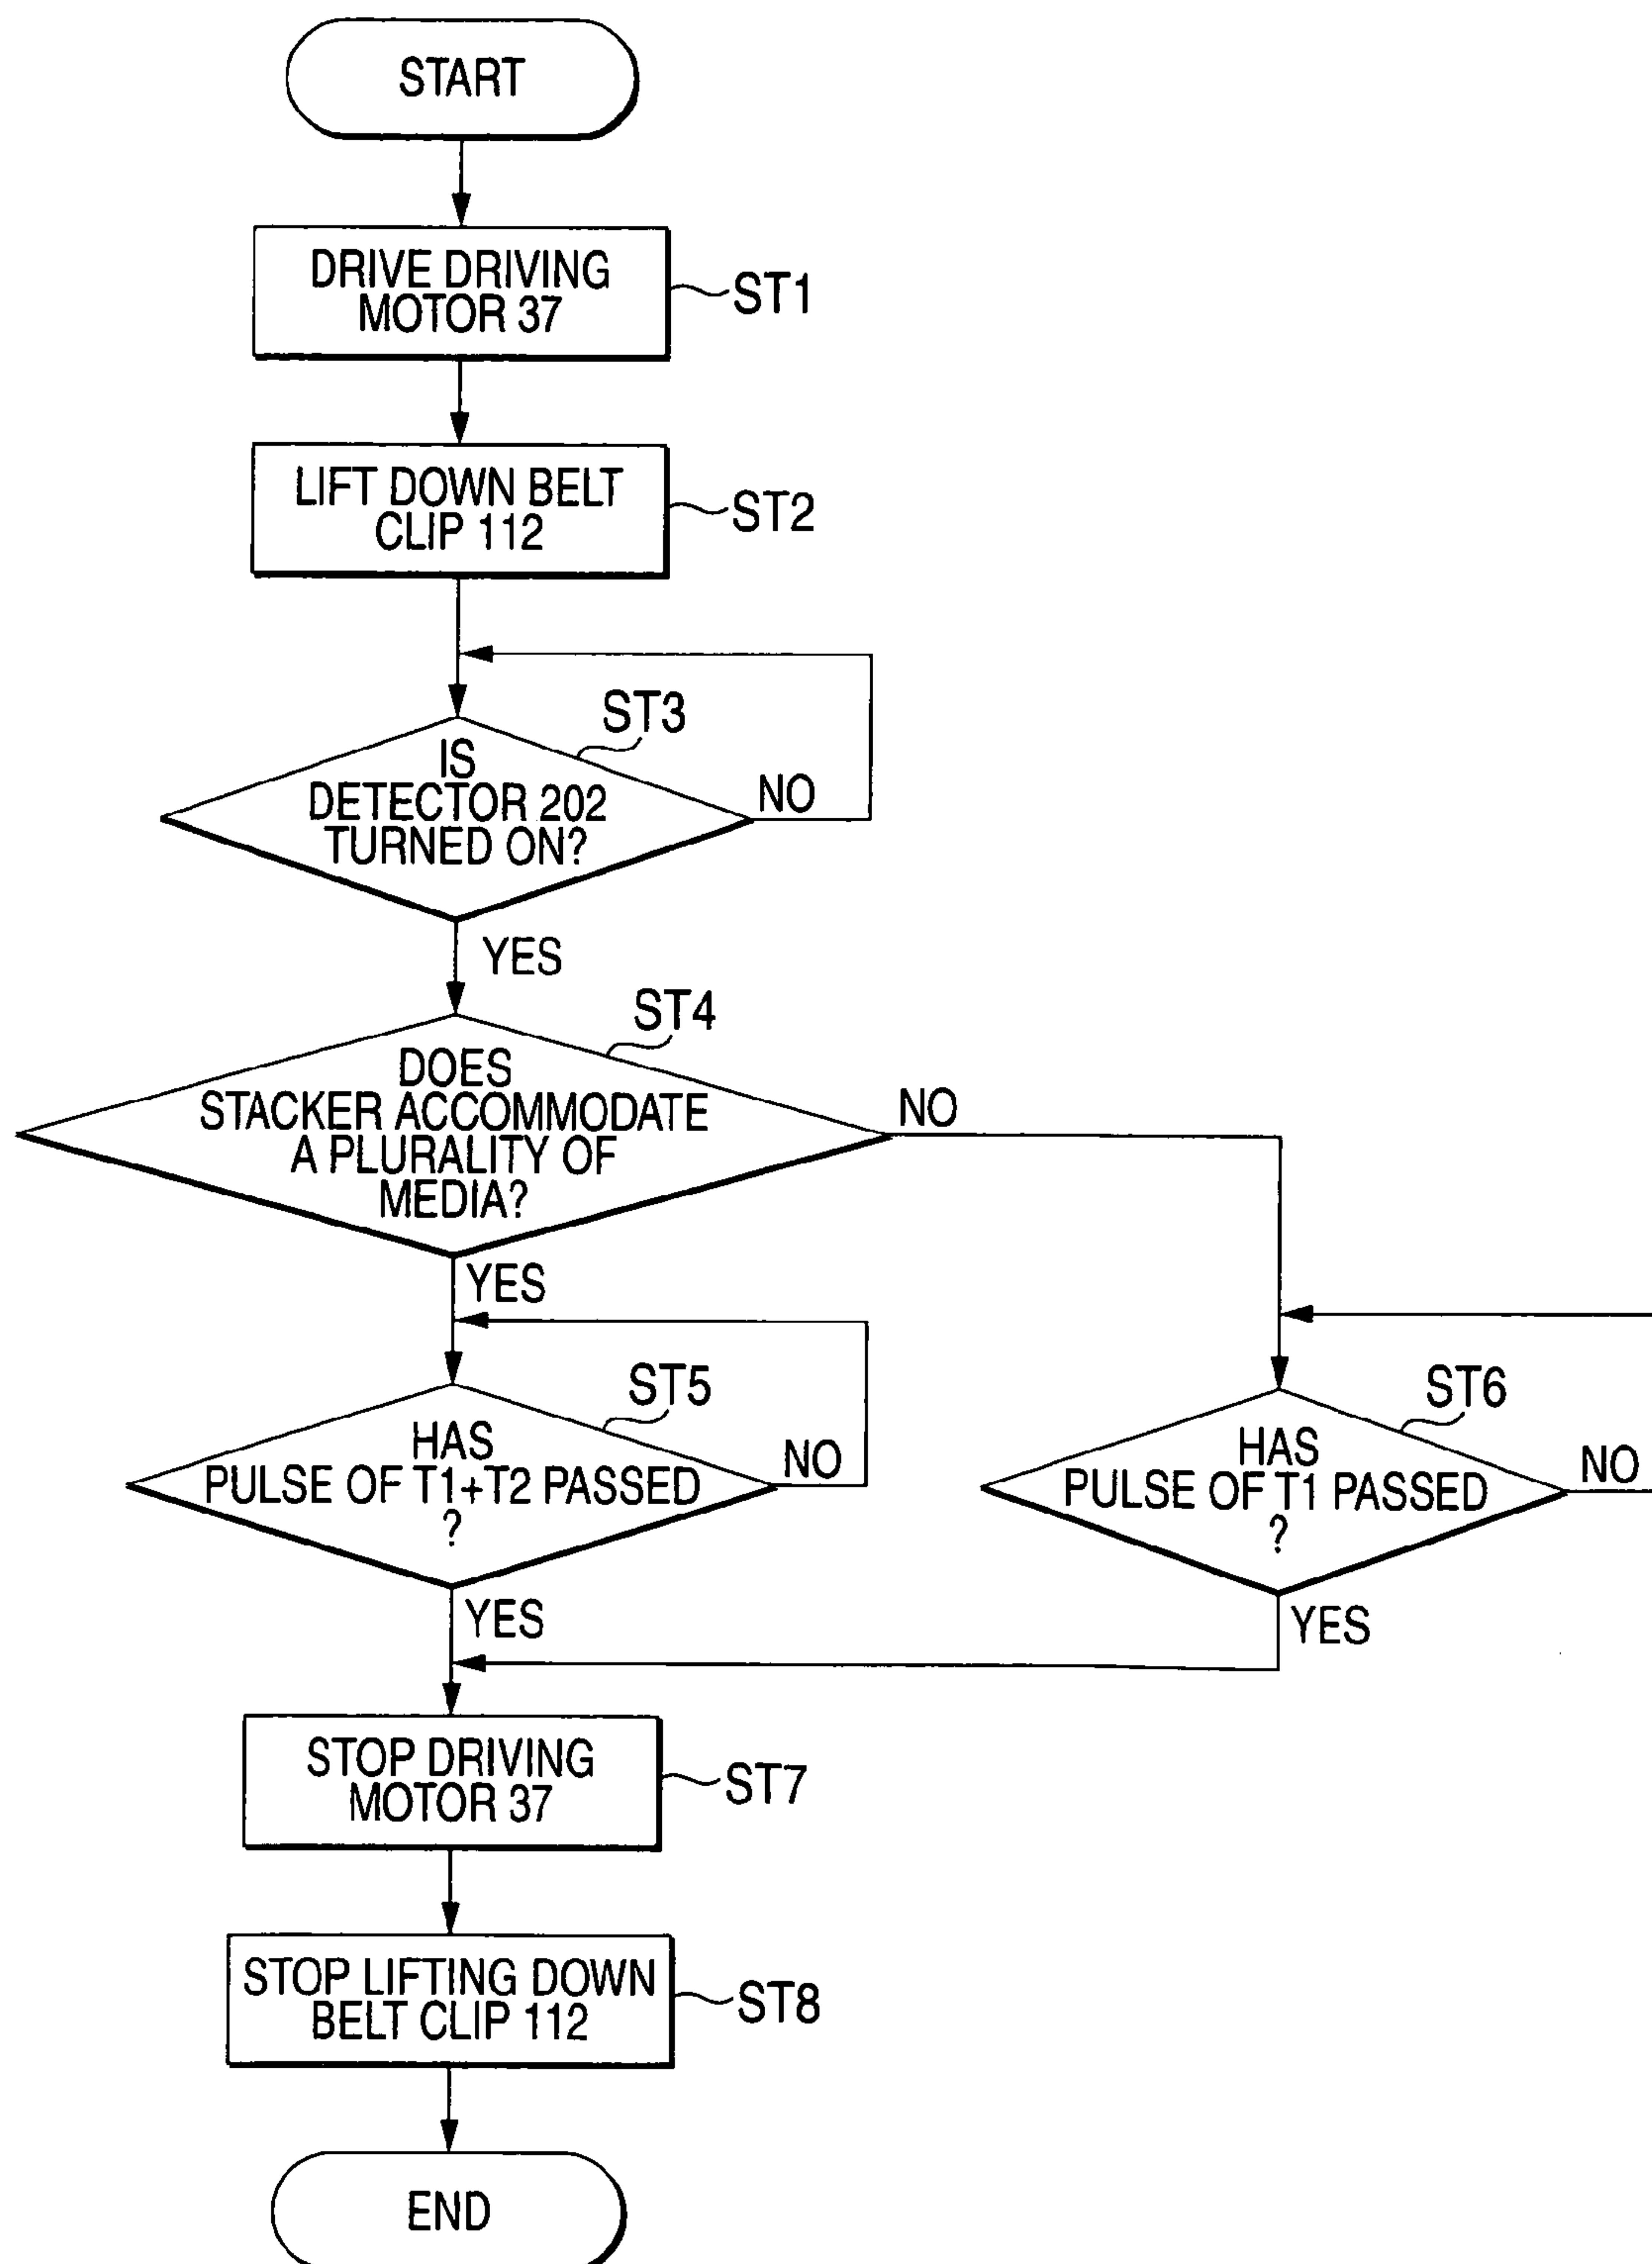 START
DRIVE DRIVING
MOTOR 37
ST1
LIFT DOWN BELT
CLIP 112
ST2
ST3
IS
DETECTOR 202
TURNED ON?
NO
YES
ST4
DOES
STACKER ACCOMMODATE
A PLURALITY OF
MEDIA?
NO
YES
ST5
HAS
PULSE OF T1+T2 PASSED
?
NO
YES
ST6
HAS
PULSE OF T1 PASSED
?
NO
YES
STOP DRIVING
MOTOR 37
ST7
STOP LIFTING DOWN
BELT CLIP 112
ST8
END